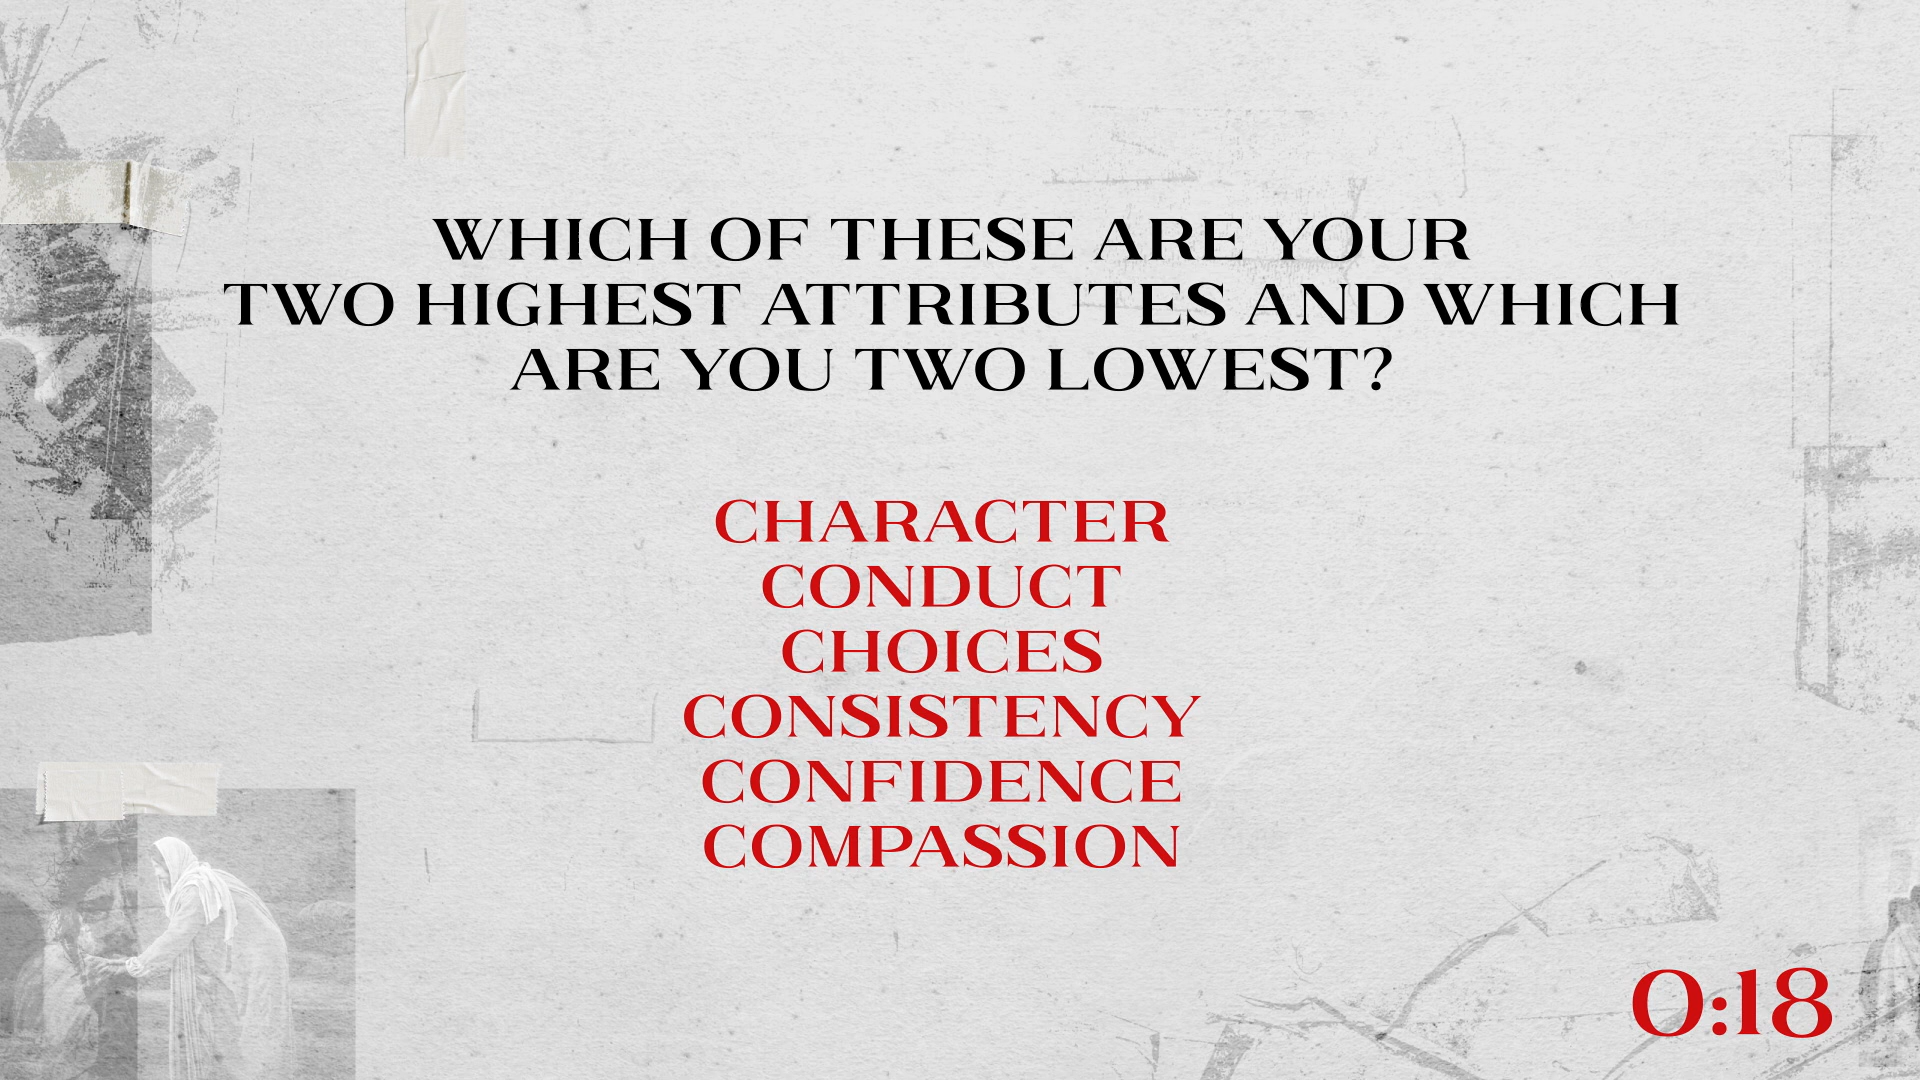 WHICH OF THESE ARE YOUR
TWO HIGHEST ATTRIBUTES AND WHICH
ARE YOU TWO LOWEST?
CHARACTER
CONDUCT
CHOICES
CONSISTENCY
CONFIDENCE
COMPASSION
0:18